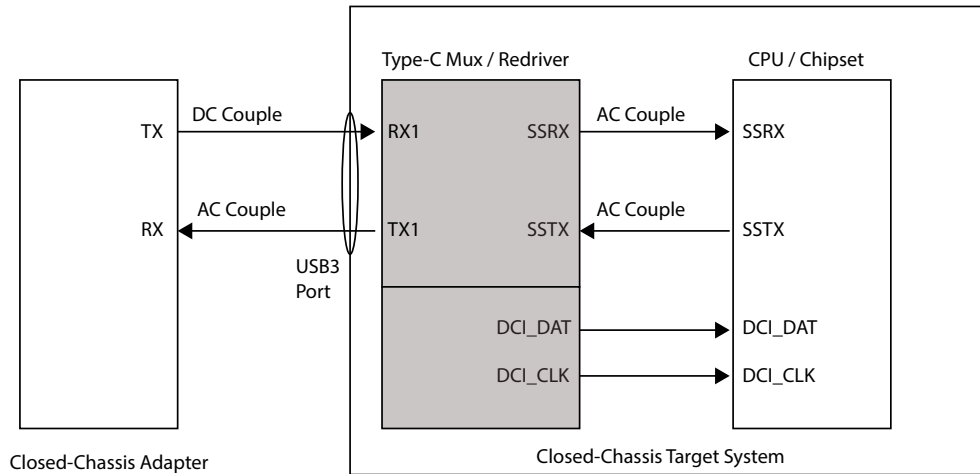 Type-C Mux / Redriver
CPU / Chipset
DC Couple
AC Couple
TX
RX1
SSRX
SSRX
AC Couple
AC Couple
RX
TX1
SSTX
SSTX
USB3
Port
DCI_DAT
DCI_DAT
DCI_CLK
DCI_CLK
Closed-Chassis Adapter
Closed-Chassis Target System